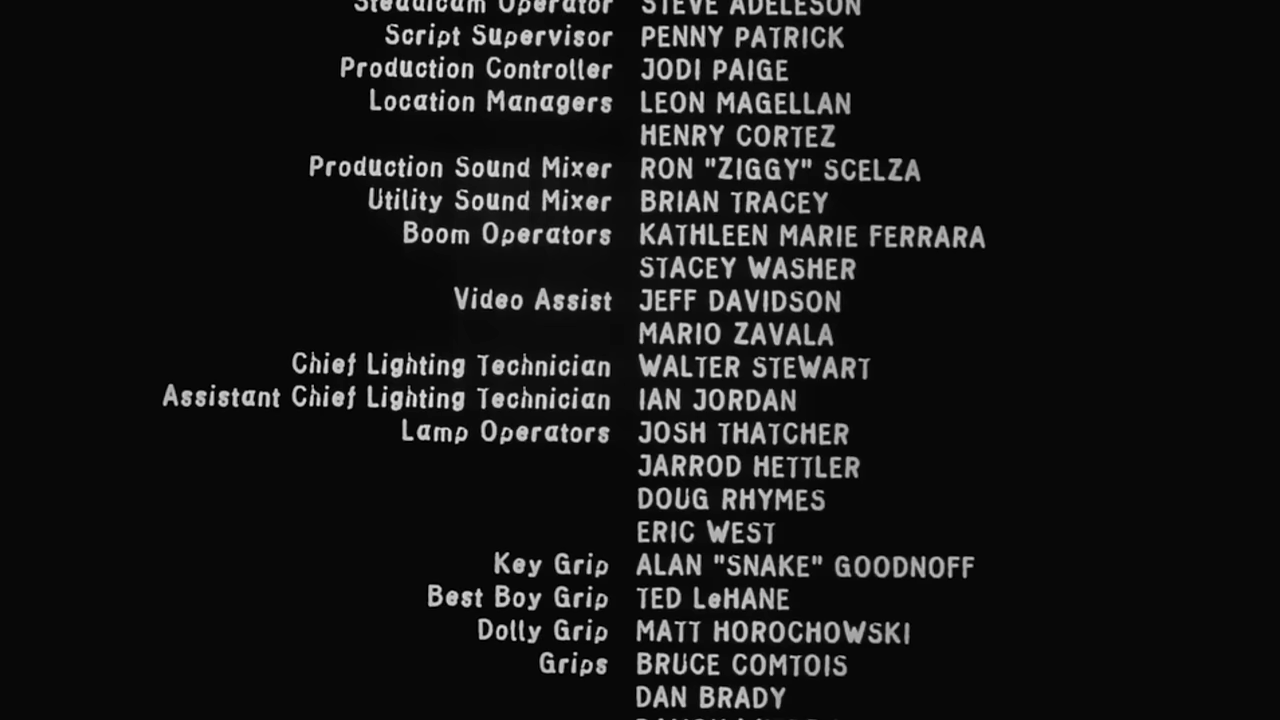 Steadicam Operator STEVE ADELESON
Script Supervisor PENNY PATRICK
Production Controller JODI PAIGE
Location Managers LEON MAGELLAN
HENRY CORTEZ
Production Sound Mixer RON "ZIGGY" SCELZA
Utility Sound Mixer BRIAN TRACEY
Boom Operators KATHLEEN MARIE FERRARA
STACEY WASHER
Video Assist JEFF DAVIDSON
MARIO ZAVALA
Chief Lighting Technician WALTER STEWART
Assistant Chief Lighting Technician IAN JORDAN
Lamp Operators JOSH THATCHER
JARROD HETTLER
DOUG RHYMES
ERIC WEST
Key Grip ALAN "SNAKE" GOODNOFF
Best Boy Grip TED LeHANE
Dolly Grip MATT HOROCHOWSKI
Grips BRUCE COMTOIS
DAN BRADY